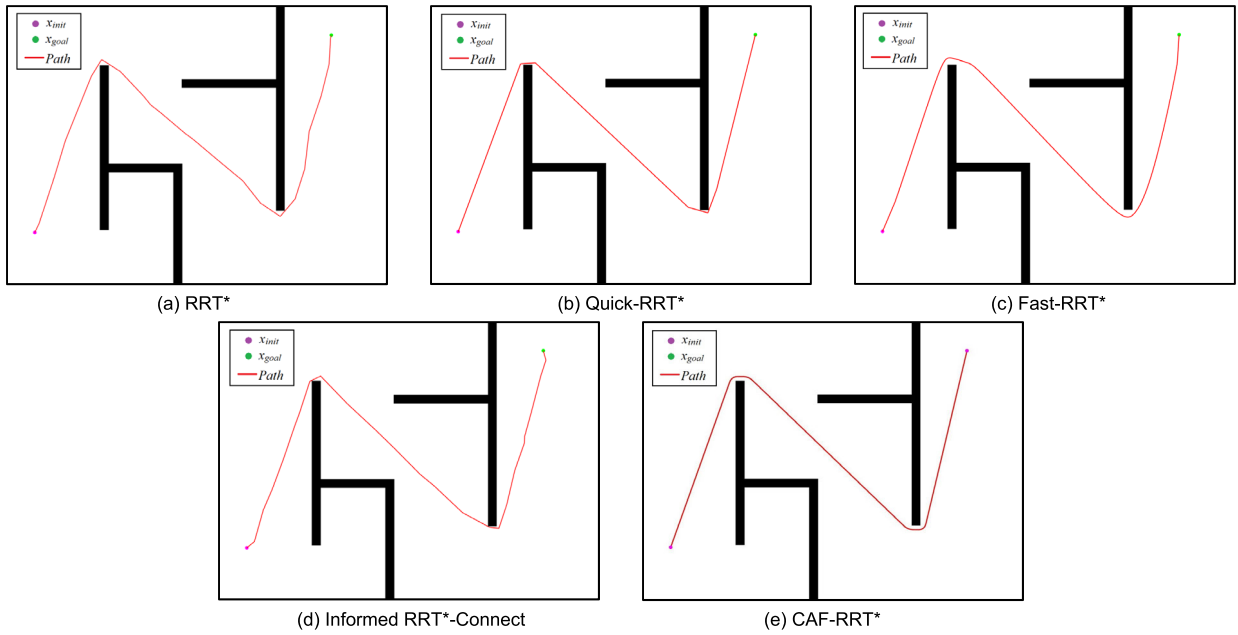 x_init
x_goal
Path
x_init
x_goal
Path
x_init
x_goal
Path
(a) RRT*
(b) Quick-RRT*
(c) Fast-RRT*
x_init
x_goal
Path
x_init
x_goal
Path
(d) Informed RRT*-Connect
(e) CAF-RRT*